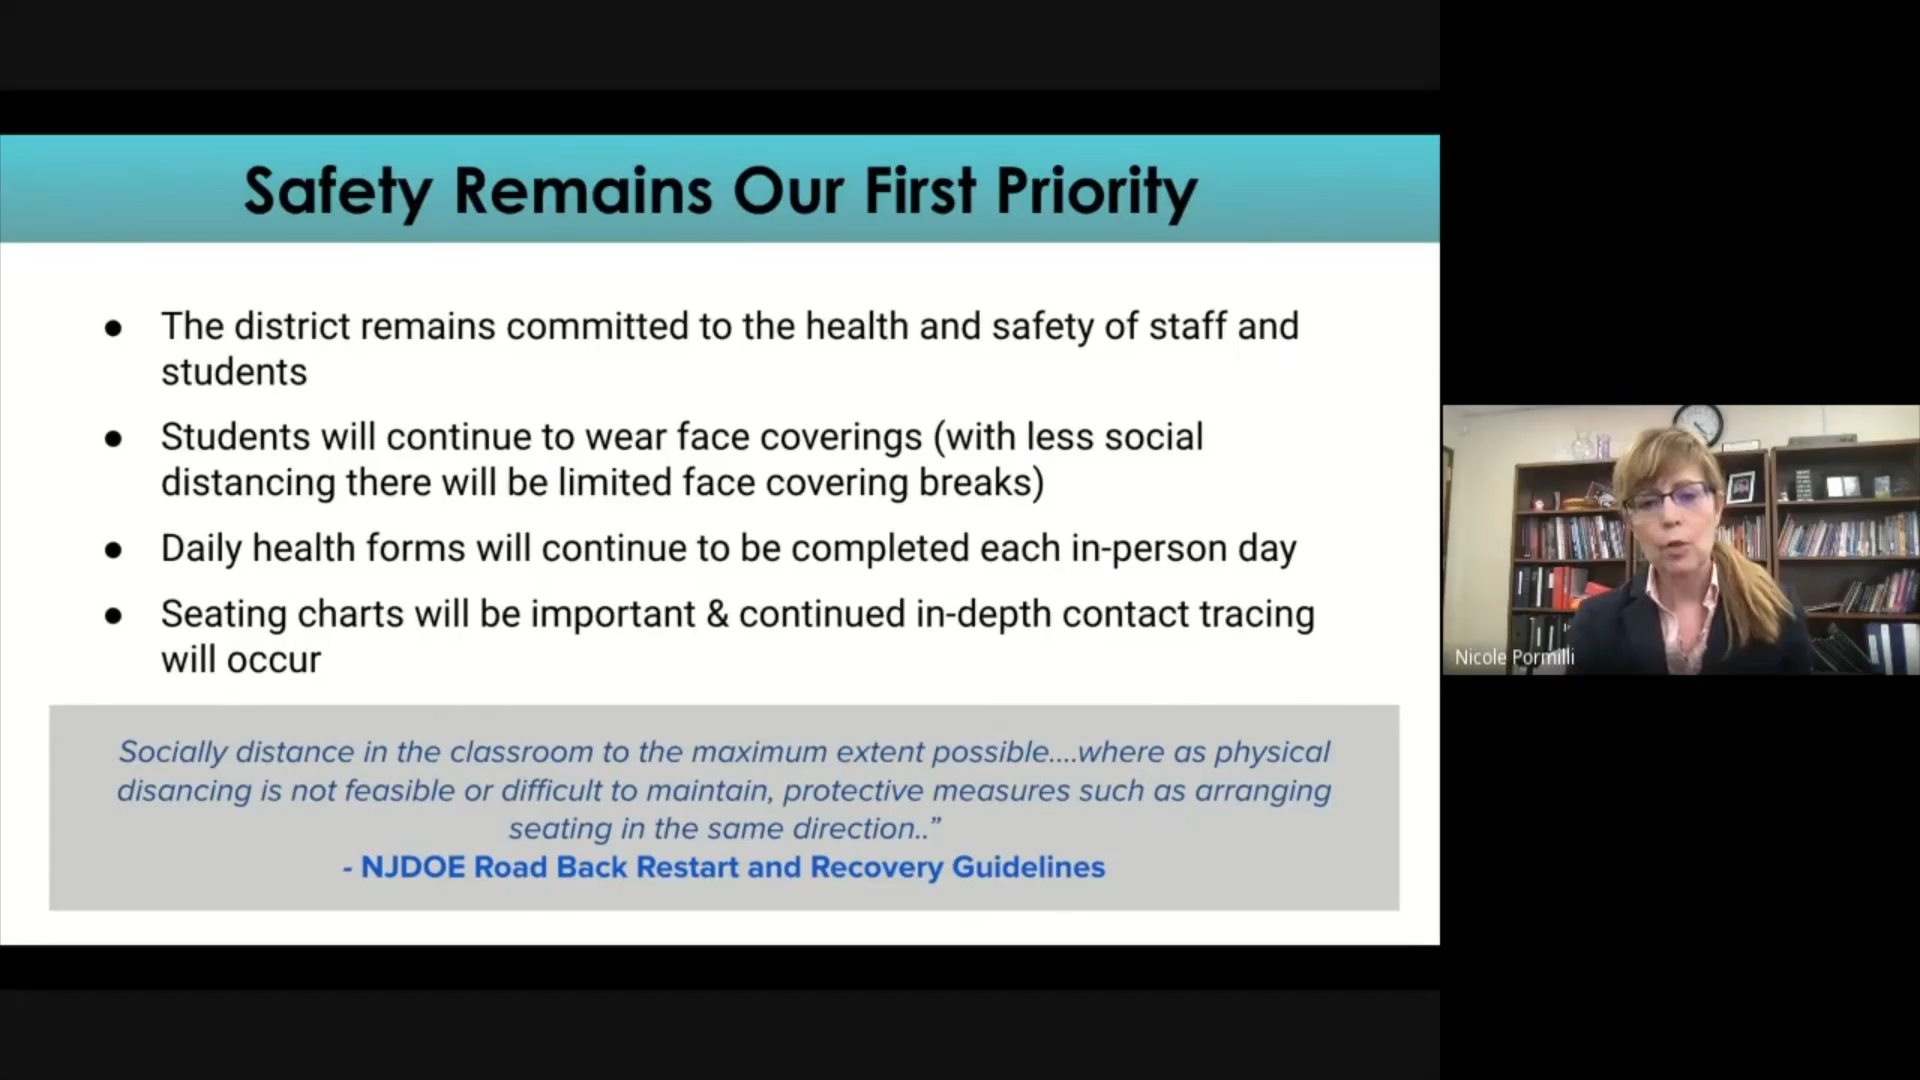 Safety Remains Our First Priority
● The district remains committed to the health and safety of staff and
students
● Students will continue to wear face coverings (with less social
distancing there will be limited face covering breaks)
● Daily health forms will continue to be completed each in-person day
● Seating charts will be important & continued in-depth contact tracing
will occur
Socially distance in the classroom to the maximum extent possible....where as physical
disancing is not feasible or difficult to maintain, protective measures such as arranging
seating in the same direction..”
- NJDOE Road Back Restart and Recovery Guidelines
Nicole Pormilli